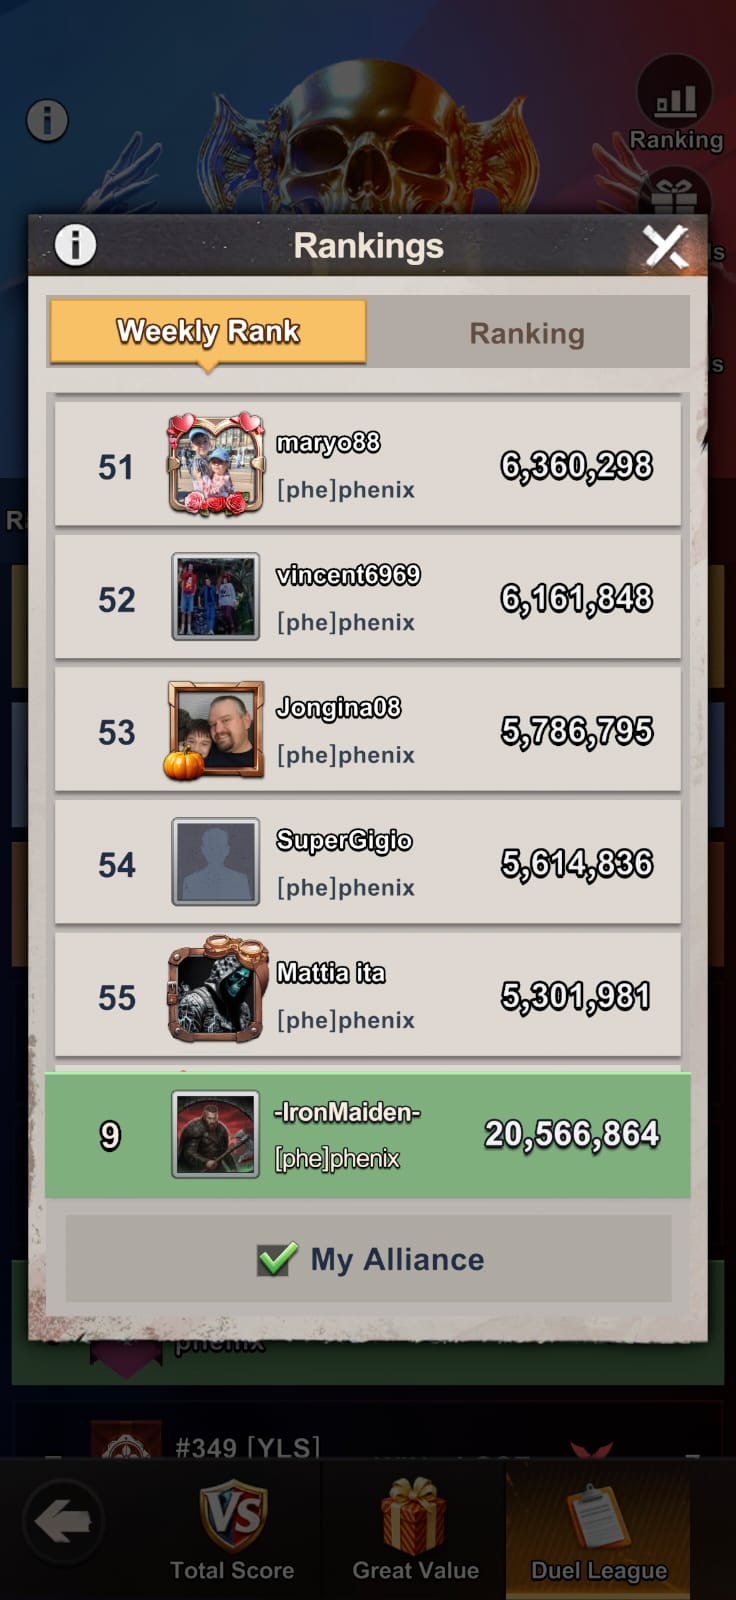 Ranking
Rankings
Weekly Rank
Ranking
51
maryo88
[phe]phenix
6,360,298
52
vincent6969
[phe]phenix
6,161,848
53
Jongina08
[phe]phenix
5,786,795
54
SuperGigio
[phe]phenix
5,614,836
55
Mattia ita
[phe]phenix
5,301,981
9
-IronMaiden-
[phe]phenix
20,566,864
My Alliance
phenix
#349 [YLS]
VS
Total Score
Great Value
Duel League